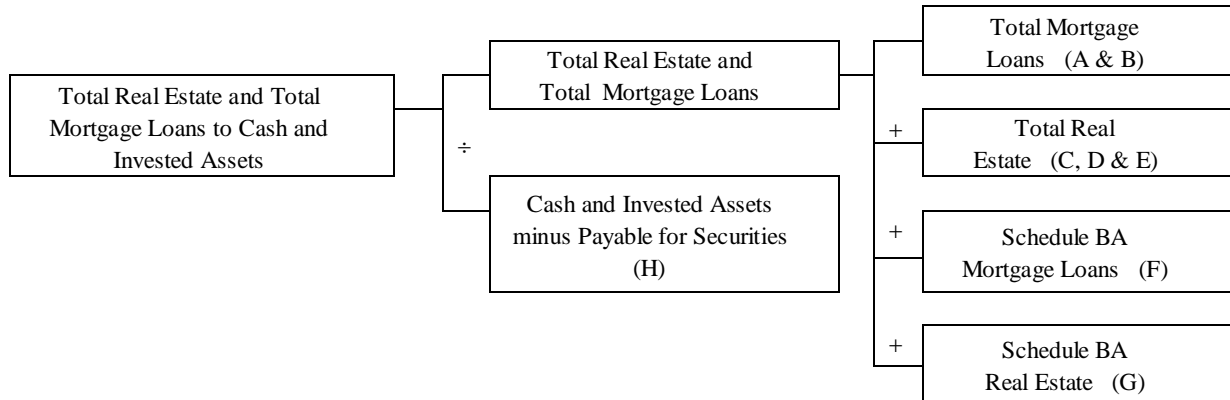 Total Real Estate and Total
Mortgage Loans to Cash and
Invested Assets
÷
Total Real Estate and
Total Mortgage Loans
Cash and Invested Assets
minus Payable for Securities
(H)
Total Mortgage
Loans (A & B)
+
Total Real
Estate (C, D & E)
+
Schedule BA
Mortgage Loans (F)
+
Schedule BA
Real Estate (G)